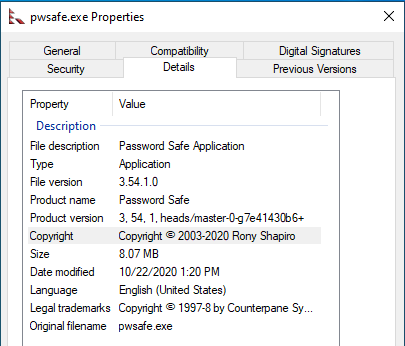 pwsafe.exe Properties
General Compatibility Digital Signatures
Security Details Previous Versions
Property Value
Description
File description Password Safe Application
Type Application
File version 3.54.1.0
Product name Password Safe
Product version 3, 54, 1, heads/master-0-g7e41430b6+
Copyright Copyright © 2003-2020 Rony Shapiro
Size 8.07 MB
Date modified 10/22/2020 1:20 PM
Language English (United States)
Legal trademarks Copyright © 1997-8 by Counterpane Sy...
Original filename pwsafe.exe